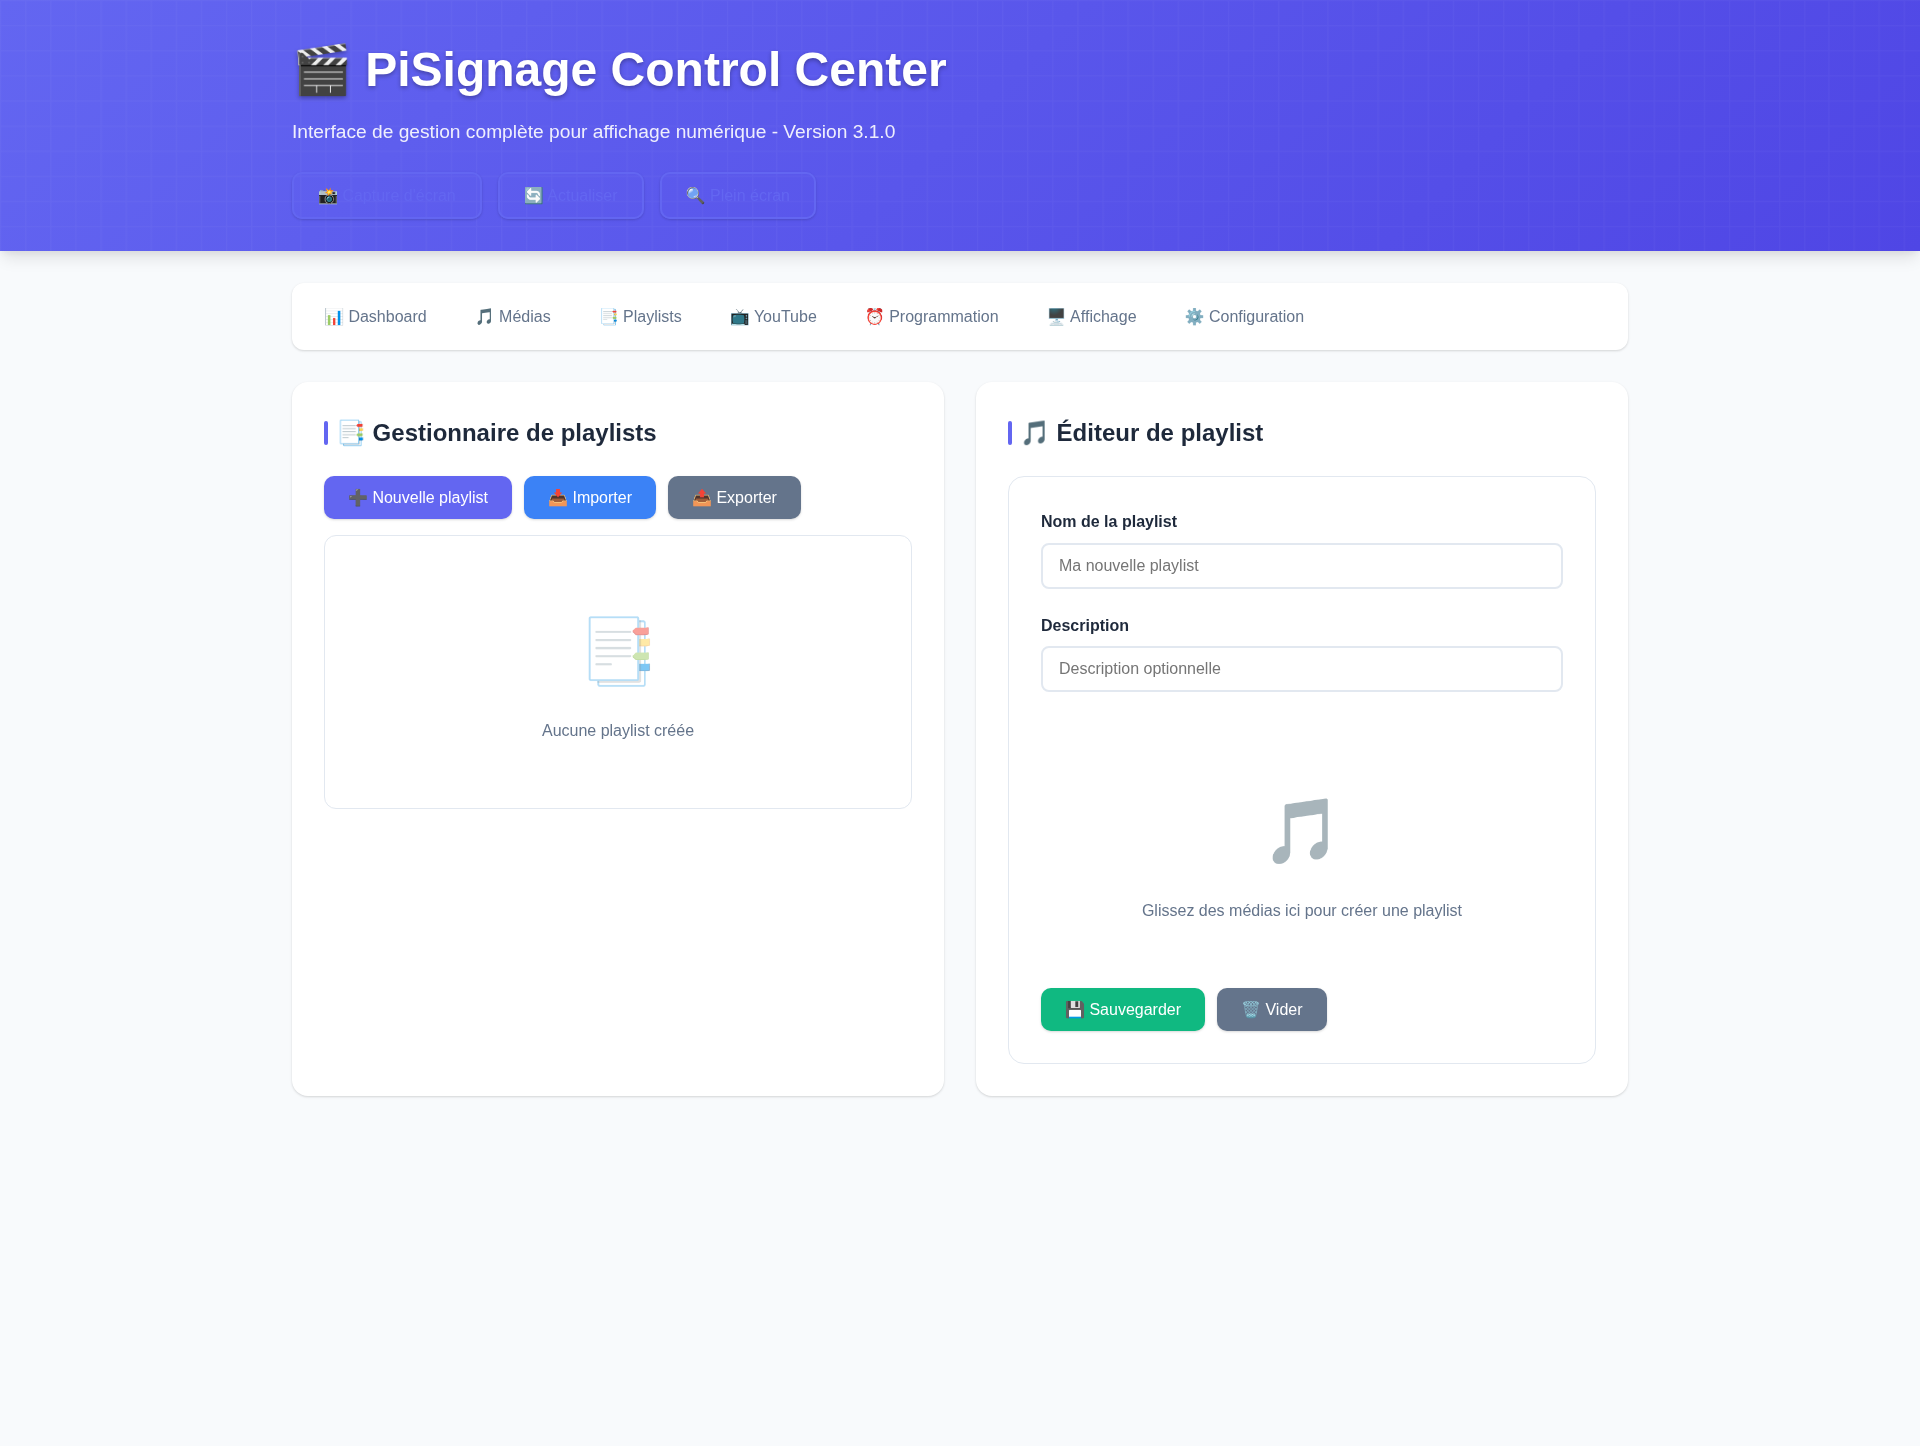 🎬 PiSignage Control Center
Interface de gestion complète pour affichage numérique - Version 3.1.0
📸 Capture d'écran 🔄 Actualiser 🔍 Plein écran
📊 Dashboard 🎵 Médias 📑 Playlists 📺 YouTube ⏰ Programmation 🖥️ Affichage ⚙️ Configuration
📑 Gestionnaire de playlists
➕ Nouvelle playlist 📥 Importer 📤 Exporter
Aucune playlist créée
🎵 Éditeur de playlist
Nom de la playlist
Ma nouvelle playlist
Description
Description optionnelle
Glissez des médias ici pour créer une playlist
💾 Sauvegarder 🗑️ Vider